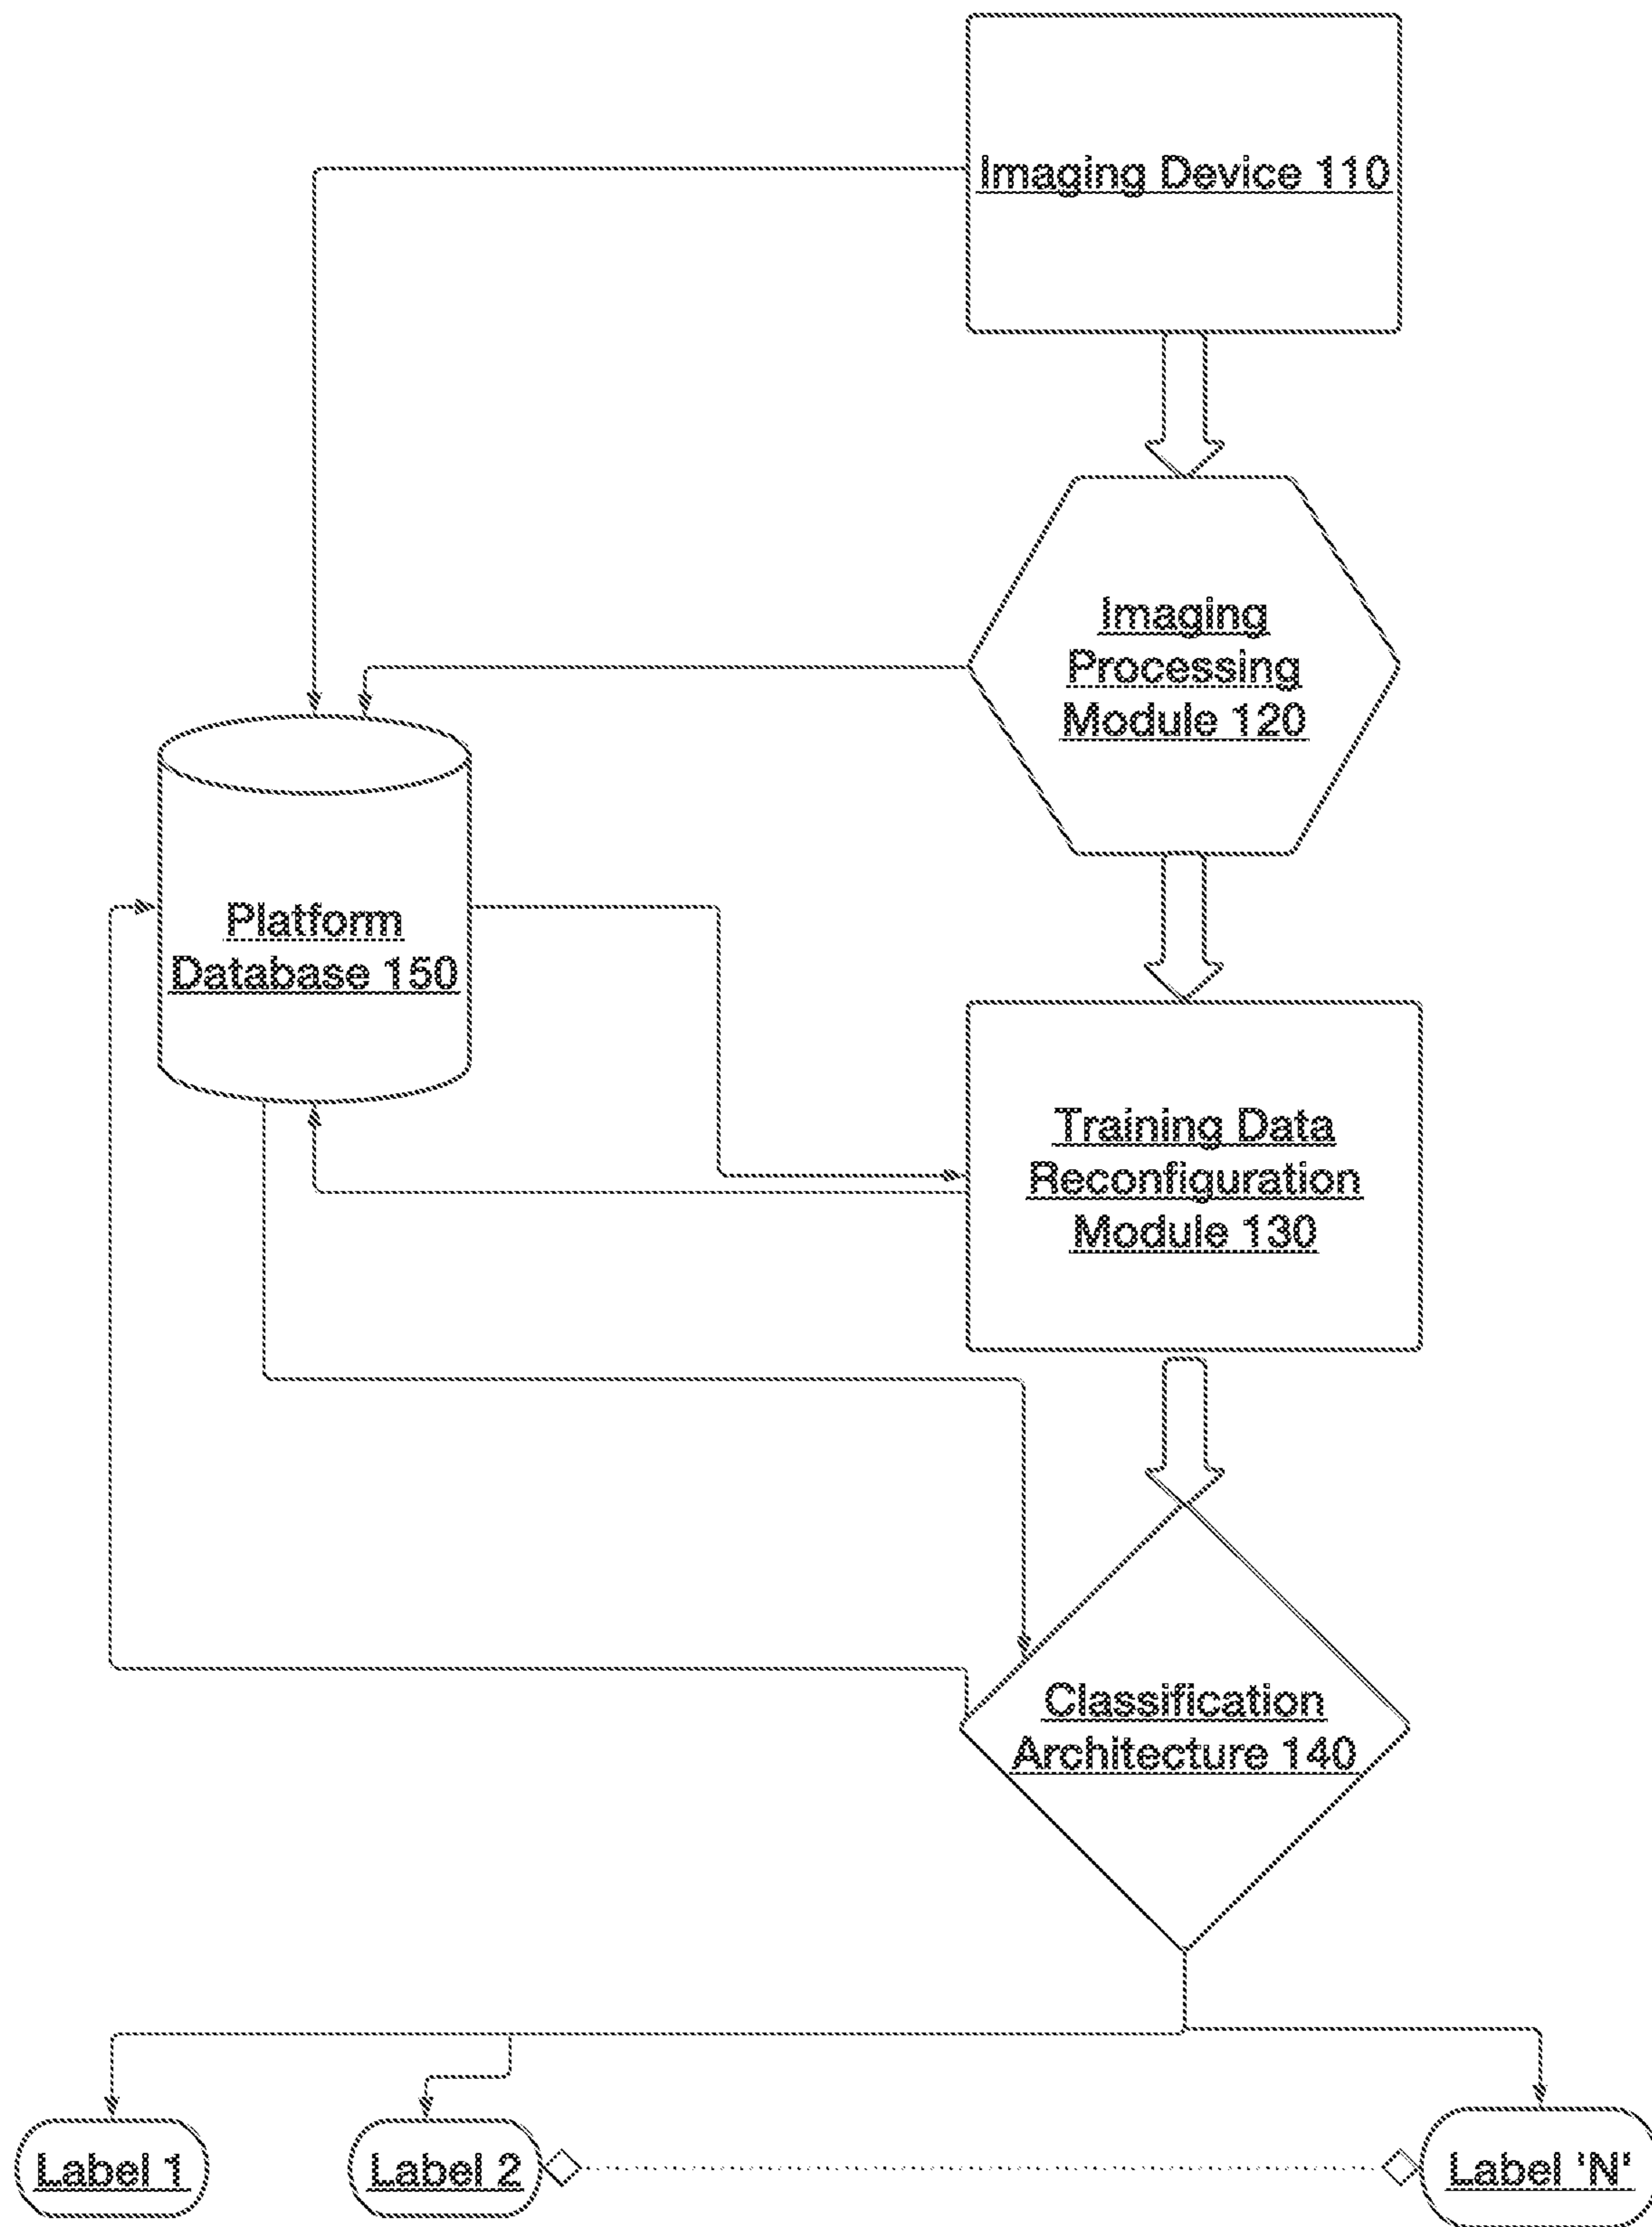 Imaging Device 110
Imaging
Processing
Module 120
Platform
Database 150
Training Data
Reconfiguration
Module 130
Classification
Architecture 140
Label 1
Label 2
Label 'N'